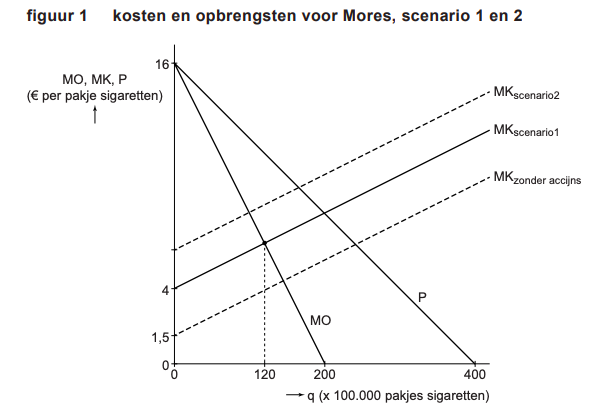 figuur 1 kosten en opbrengsten voor Mores, scenario 1 en 2
16
MO, MK, P
(€ per pakje sigaretten)
MKscenario2
MKscenario1
MKzonder accijns
4
P
MO
1,5
0
0 120 200 400
q (x 100.000 pakjes sigaretten)